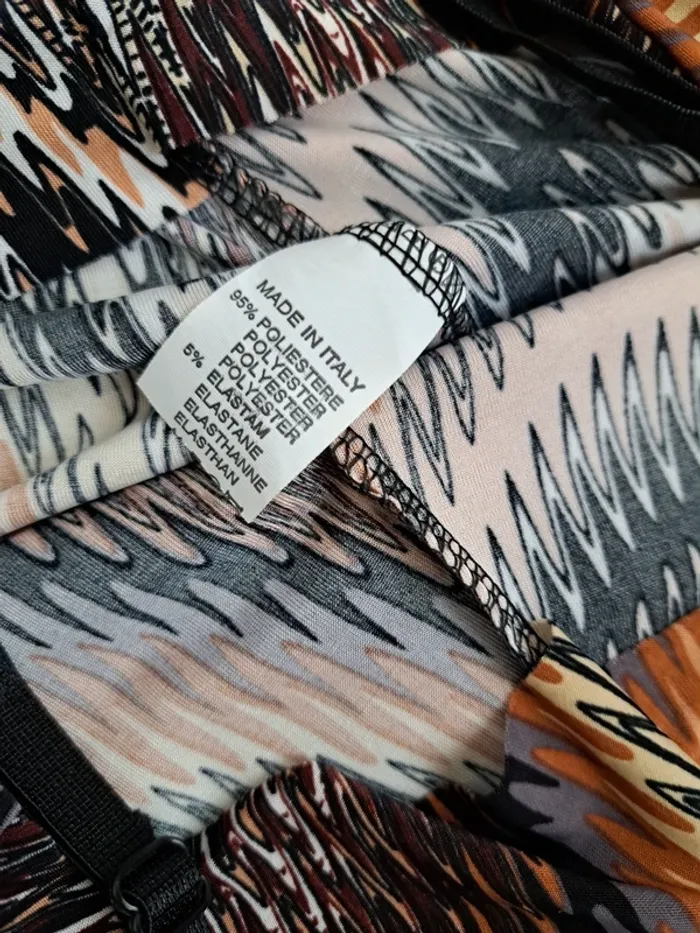 MADE IN ITALY
95% POLIESTERE
POLYESTER
POLYESTER
POLYESTER
5% ELASTAM
ELASTANE
ELASTHANNE
ELASTHAN